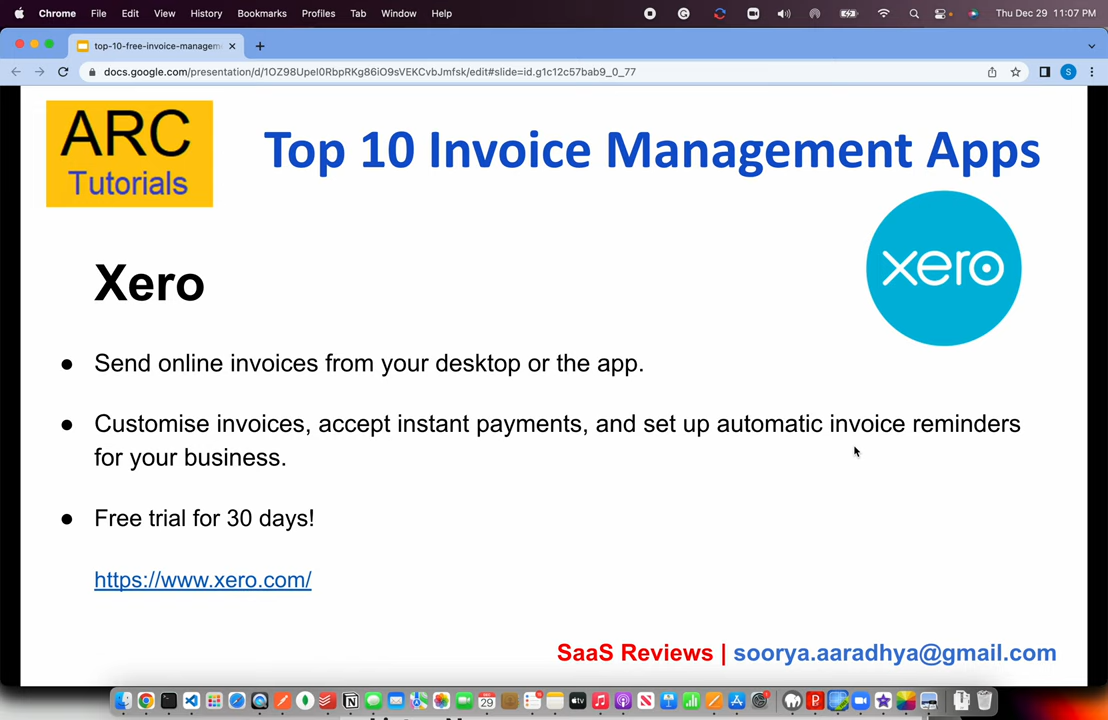 Chrome File Edit View History Bookmarks Profiles Tab Window Help Thu Dec 29 11:07 PM
top-10-free-invoice-managem
docs.google.com/presentation/d/1OZ98UpeI0RbpRKg86iO9sVEKCvbJmfsk/edit#slide=id.g1c12c57bab9_0_77
S
ARC
Tutorials
Top 10 Invoice Management Apps
xero
Xero
● Send online invoices from your desktop or the app.
● Customise invoices, accept instant payments, and set up automatic invoice reminders
for your business.
● Free trial for 30 days!
https://www.xero.com/
SaaS Reviews | soorya.aaradhya@gmail.com